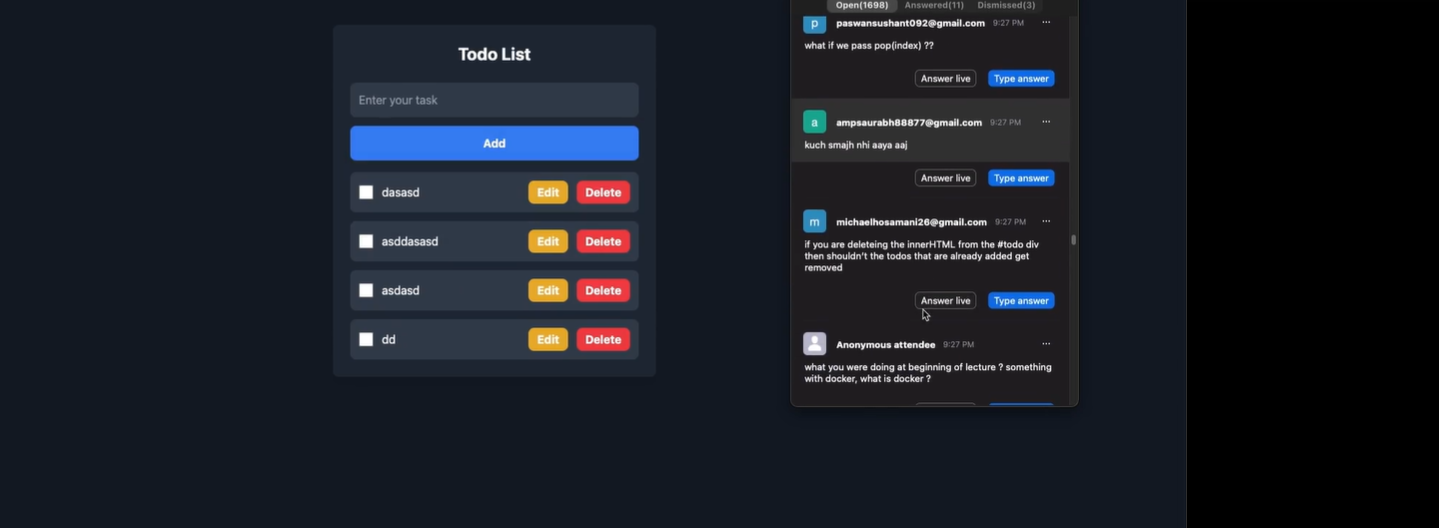 Todo List
Enter your task
Add
dasasd
Edit
Delete
asddasasd
Edit
Delete
asdasd
Edit
Delete
dd
Edit
Delete
Open(1698)
Answered(11)
Dismissed(3)
p
paswansushant092@gmail.com
9:27 PM
...
what if we pass pop(index) ??
Answer live
Type answer
a
ampsaurabh88877@gmail.com
9:27 PM
...
kuch smajh nhi aaya aaj
Answer live
Type answer
m
michaelhosamani26@gmail.com
9:27 PM
...
if you are deleteing the innerHTML from the #todo div
then shouldn't the todos that are already added get
removed
Answer live
Type answer
Anonymous attendee
9:27 PM
...
what you were doing at beginning of lecture ? something
with docker, what is docker ?